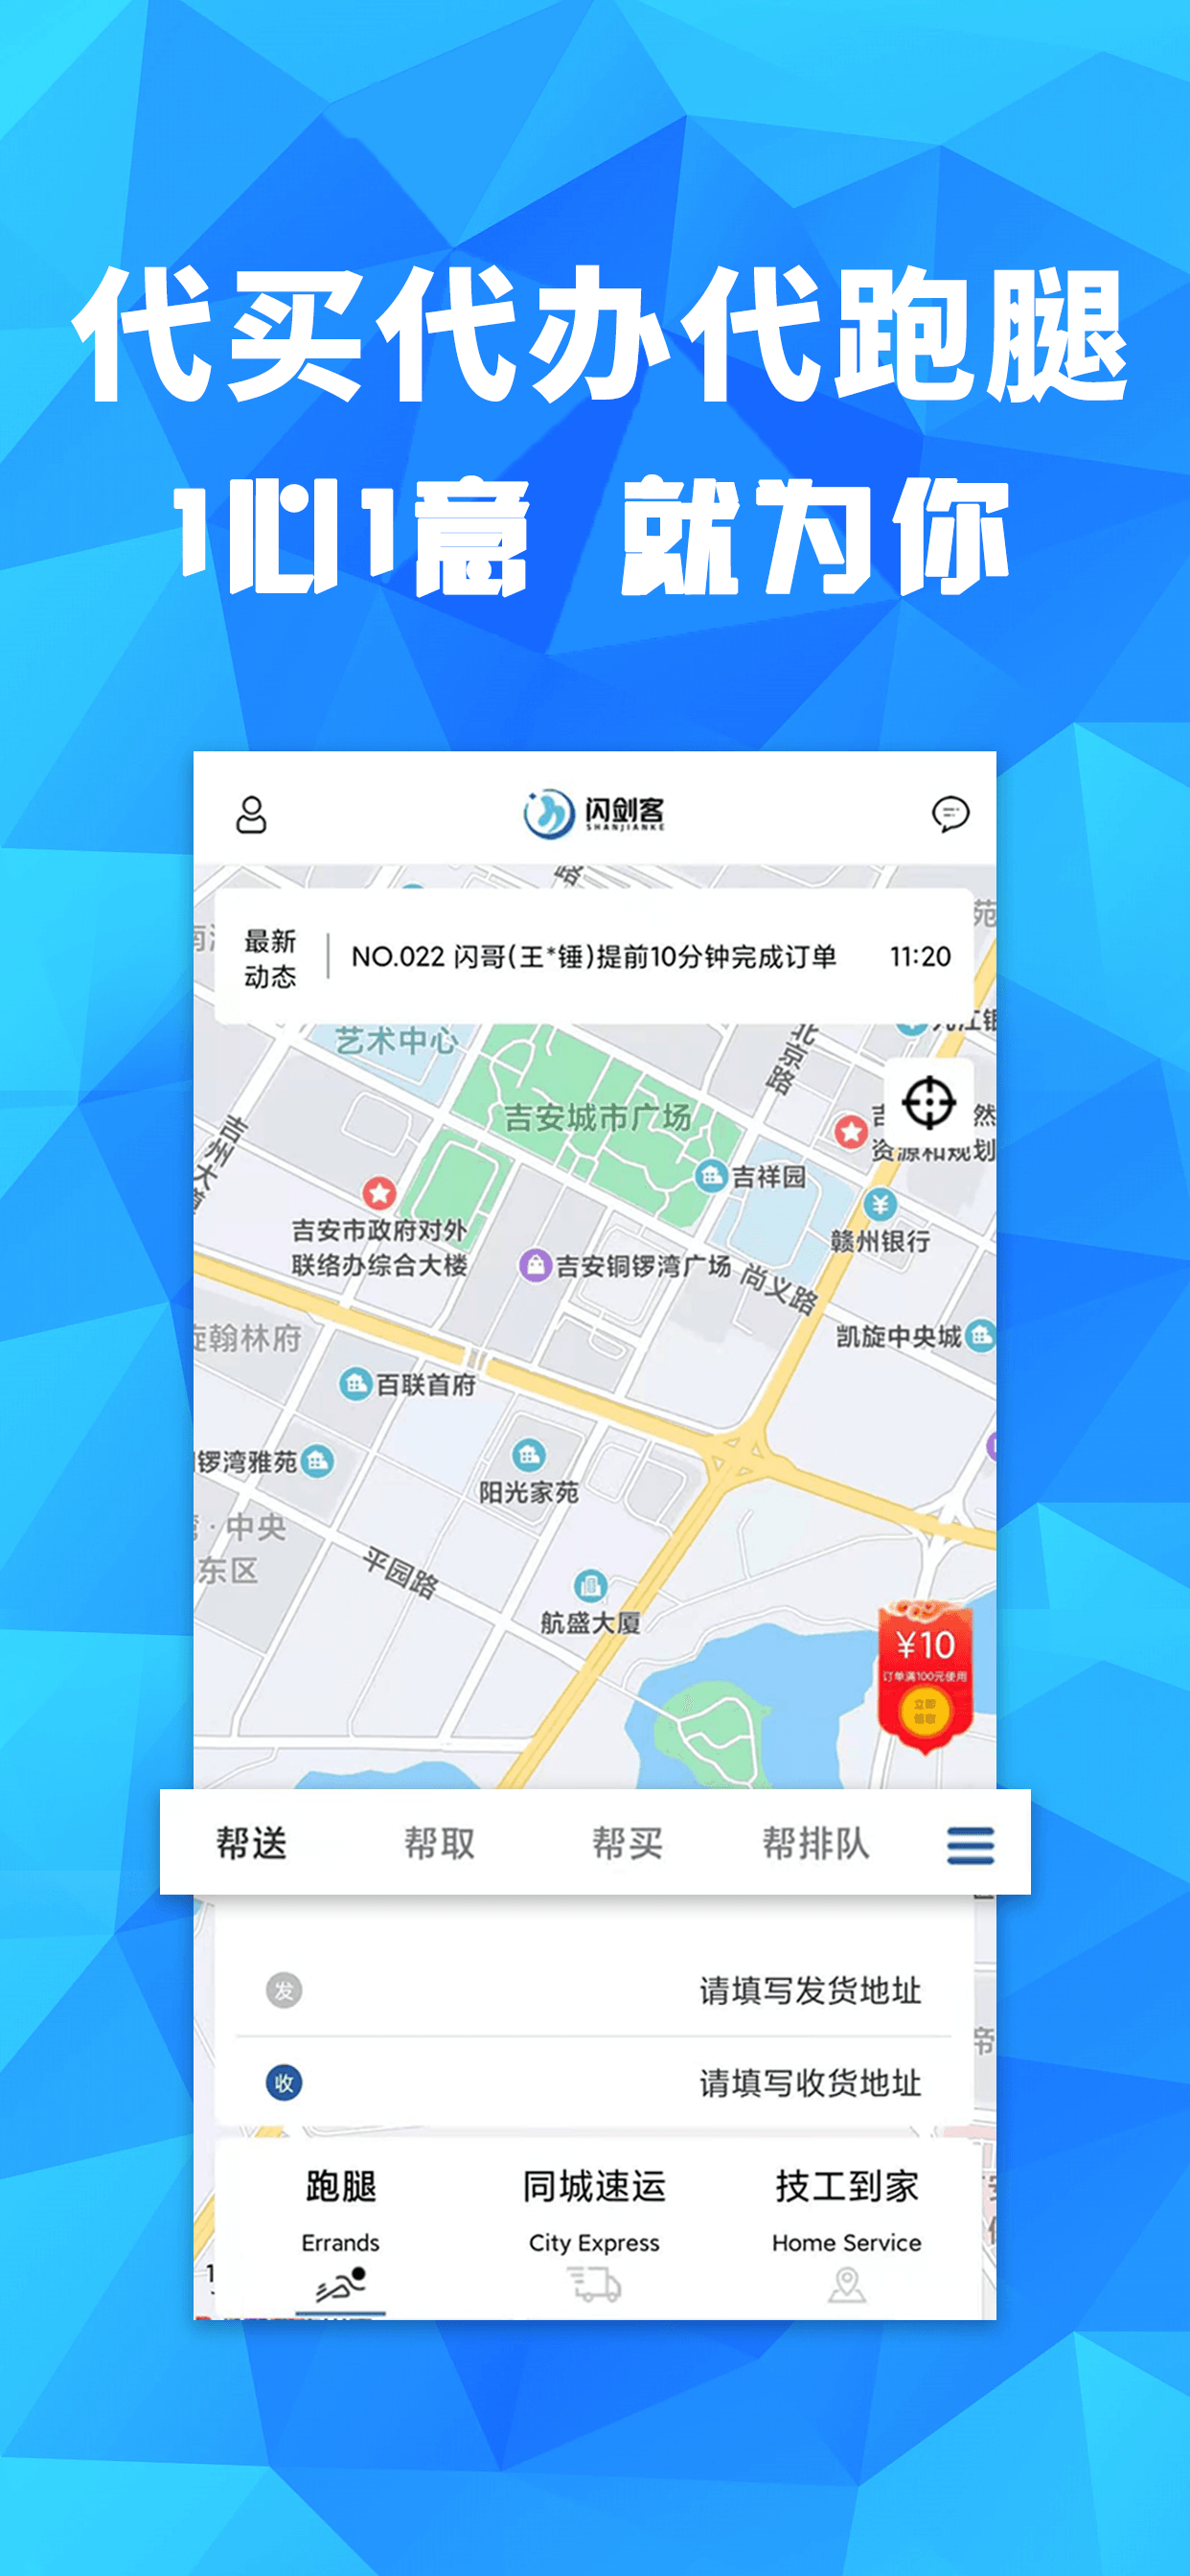 代买代办代跑腿
1心1意 就为你
闪剑客
SHANJIANKE
最新
动态
NO.022 闪哥(王*锤)提前10分钟完成订单
11:20
艺术中心
北京路
吉安城市广场
吉州大道
吉祥园
资源和规划
吉安市政府对外
联络办综合大楼
赣州银行
吉安铜锣湾广场
尚义路
凯旋中央城
翰林府
百联首府
锣湾雅苑
阳光家苑
中央
东区
平园路
航盛大厦
¥10
订单满100元使用
帮送
帮取
帮买
帮排队
发
请填写发货地址
收
请填写收货地址
跑腿
同城速运
技工到家
Errands
City Express
Home Service